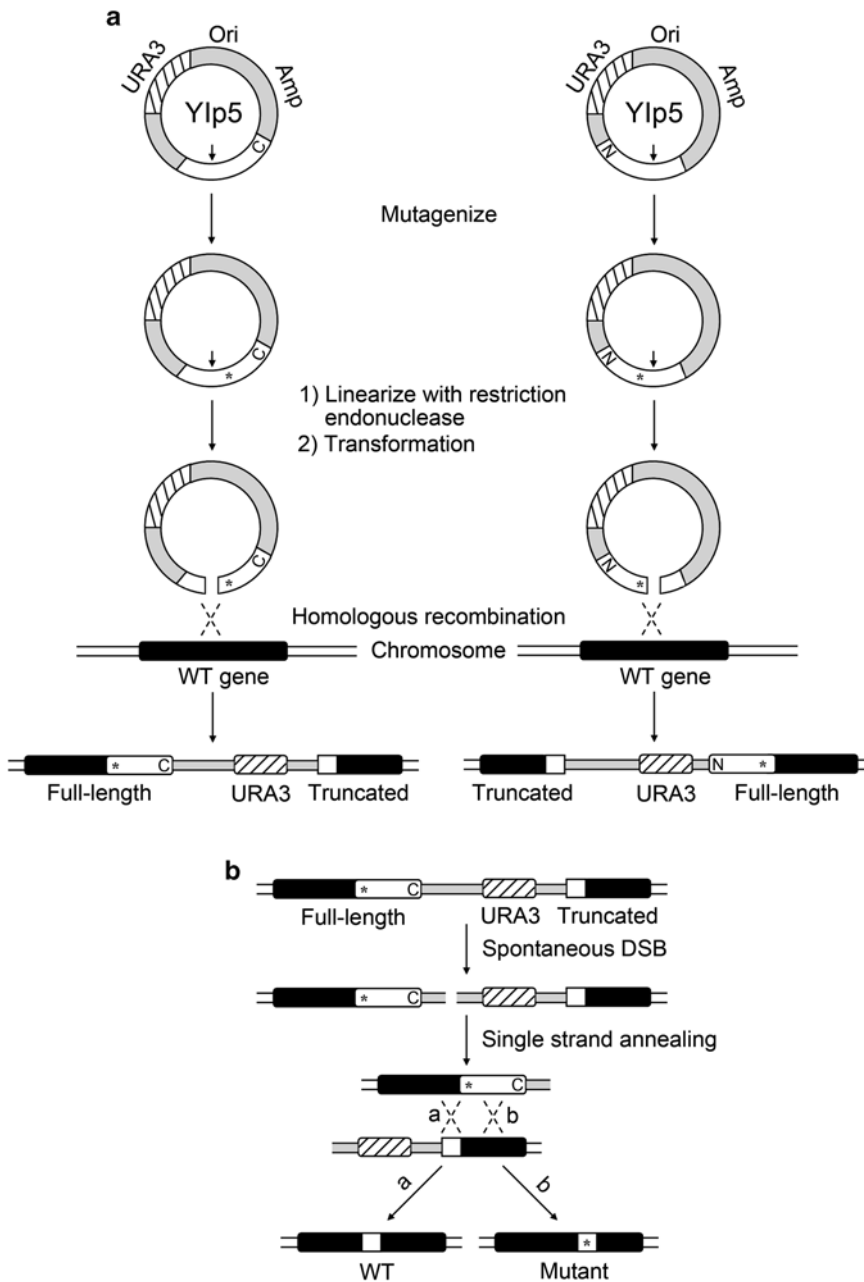 a
Ori Ori
URA3 Amp URA3 Amp
YIp5 YIp5
C N
Mutagenize
* C N *
1) Linearize with restriction
endonuclease
2) Transformation
* C N *
Homologous recombination
Chromosome
WT gene WT gene
* C N *
Full-length URA3 Truncated Truncated URA3 Full-length
b
* C
Full-length URA3 Truncated
Spontaneous DSB
* C
Single strand annealing
* C
a b
a b
*
WT Mutant